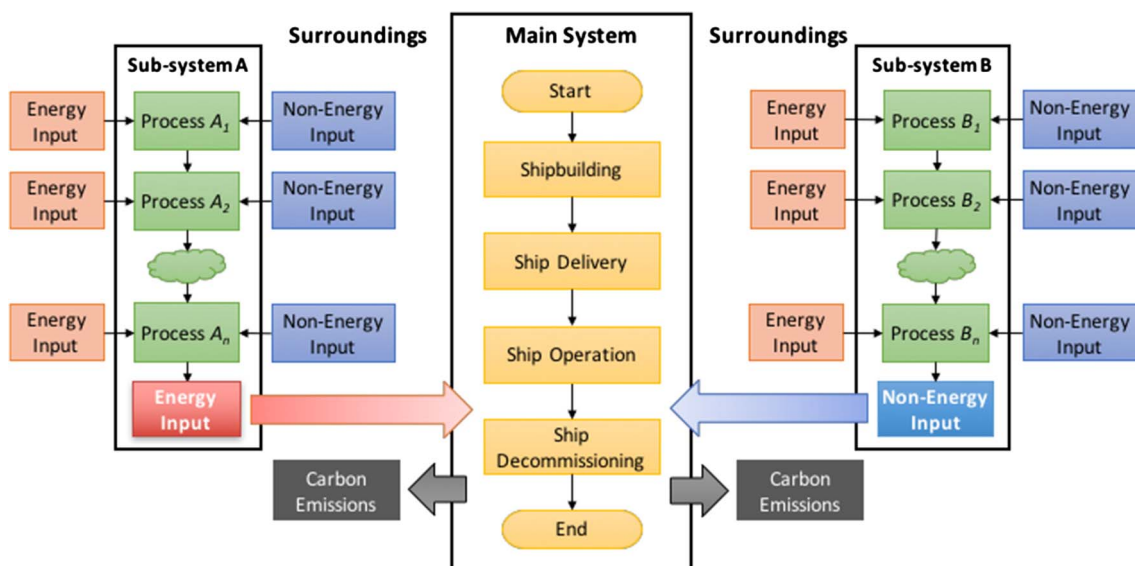 Surroundings
Main System
Surroundings
Sub-system A
Energy
Input
Process A1
Non-Energy
Input
Energy
Input
Process A2
Non-Energy
Input
Energy
Input
Process An
Non-Energy
Input
Energy
Input
Start
Shipbuilding
Ship Delivery
Ship Operation
Ship
Decommissioning
End
Carbon
Emissions
Carbon
Emissions
Sub-system B
Energy
Input
Process B1
Non-Energy
Input
Energy
Input
Process B2
Non-Energy
Input
Energy
Input
Process Bn
Non-Energy
Input
Non-Energy
Input